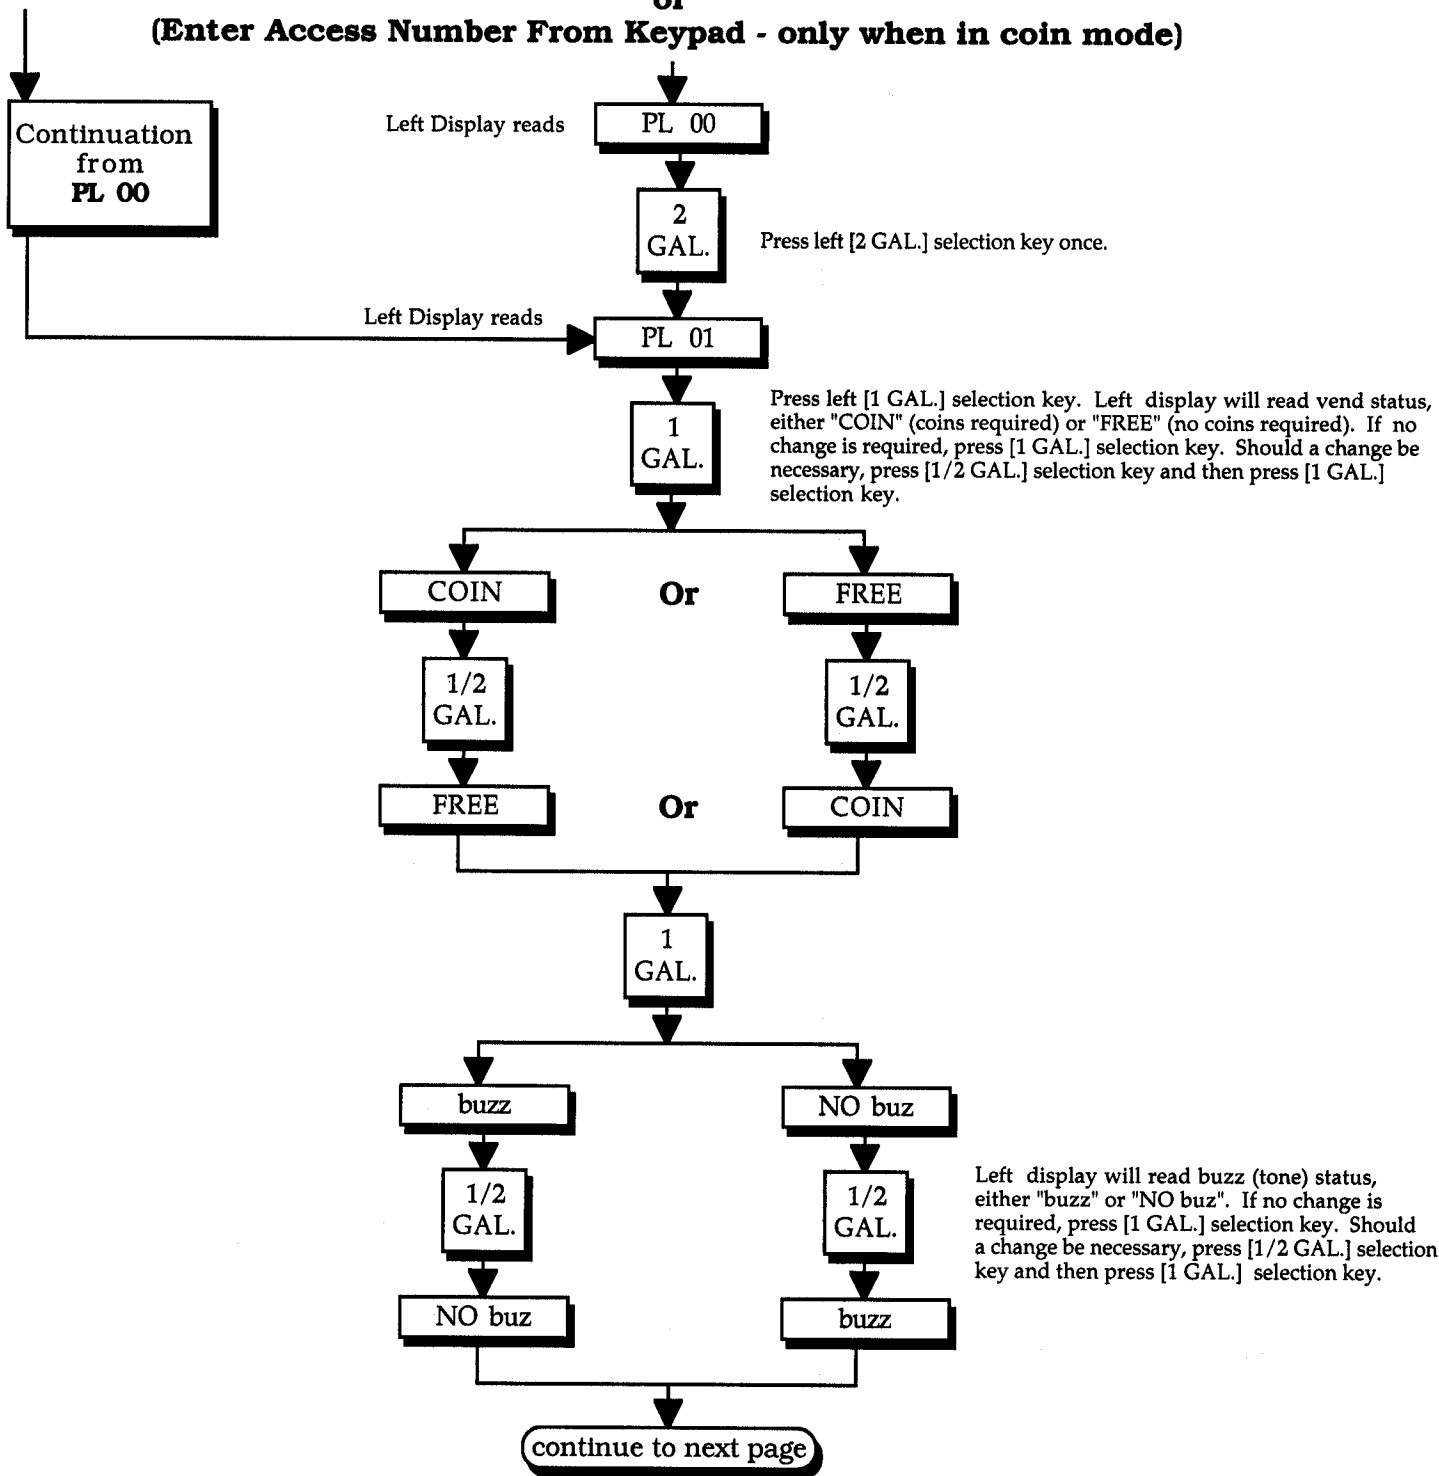 or
(Enter Access Number From Keypad - only when in coin mode)
Continuation
from
PL 00
Left Display reads
PL 00
2
GAL.
Press left [2 GAL.] selection key once.
Left Display reads
PL 01
1
GAL.
Press left [1 GAL.] selection key. Left display will read vend status,
either "COIN" (coins required) or "FREE" (no coins required). If no
change is required, press [1 GAL.] selection key. Should a change be
necessary, press [1/2 GAL.] selection key and then press [1 GAL.]
selection key.
COIN
Or
FREE
1/2
GAL.
1/2
GAL.
FREE
Or
COIN
1
GAL.
buzz
NO buz
1/2
GAL.
1/2
GAL.
Left display will read buzz (tone) status,
either "buzz" or "NO buz". If no change is
required, press [1 GAL.] selection key. Should
a change be necessary, press [1/2 GAL.] selection
key and then press [1 GAL.] selection key.
NO buz
buzz
continue to next page